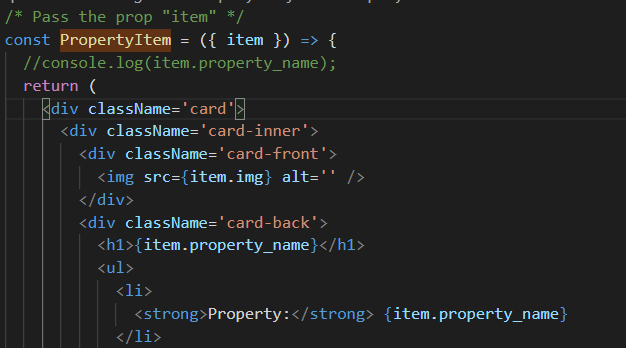 /* Pass the prop "item" */
const PropertyItem = ({ item }) => {
//console.log(item.property_name);
return (
<div className='card'>
<div className='card-inner'>
<div className='card-front'>
<img src={item.img} alt='' />
</div>
<div className='card-back'>
<h1>{item.property_name}</h1>
<ul>
<li>
<strong>Property:</strong> {item.property_name}
</li>